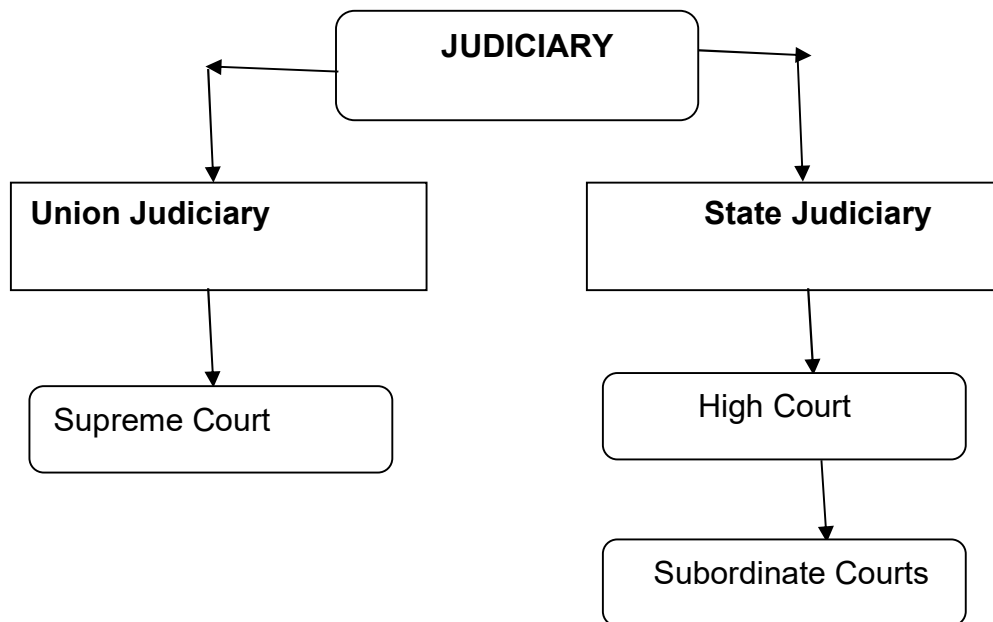 JUDICIARY
Union Judiciary
State Judiciary
Supreme Court
High Court
Subordinate Courts